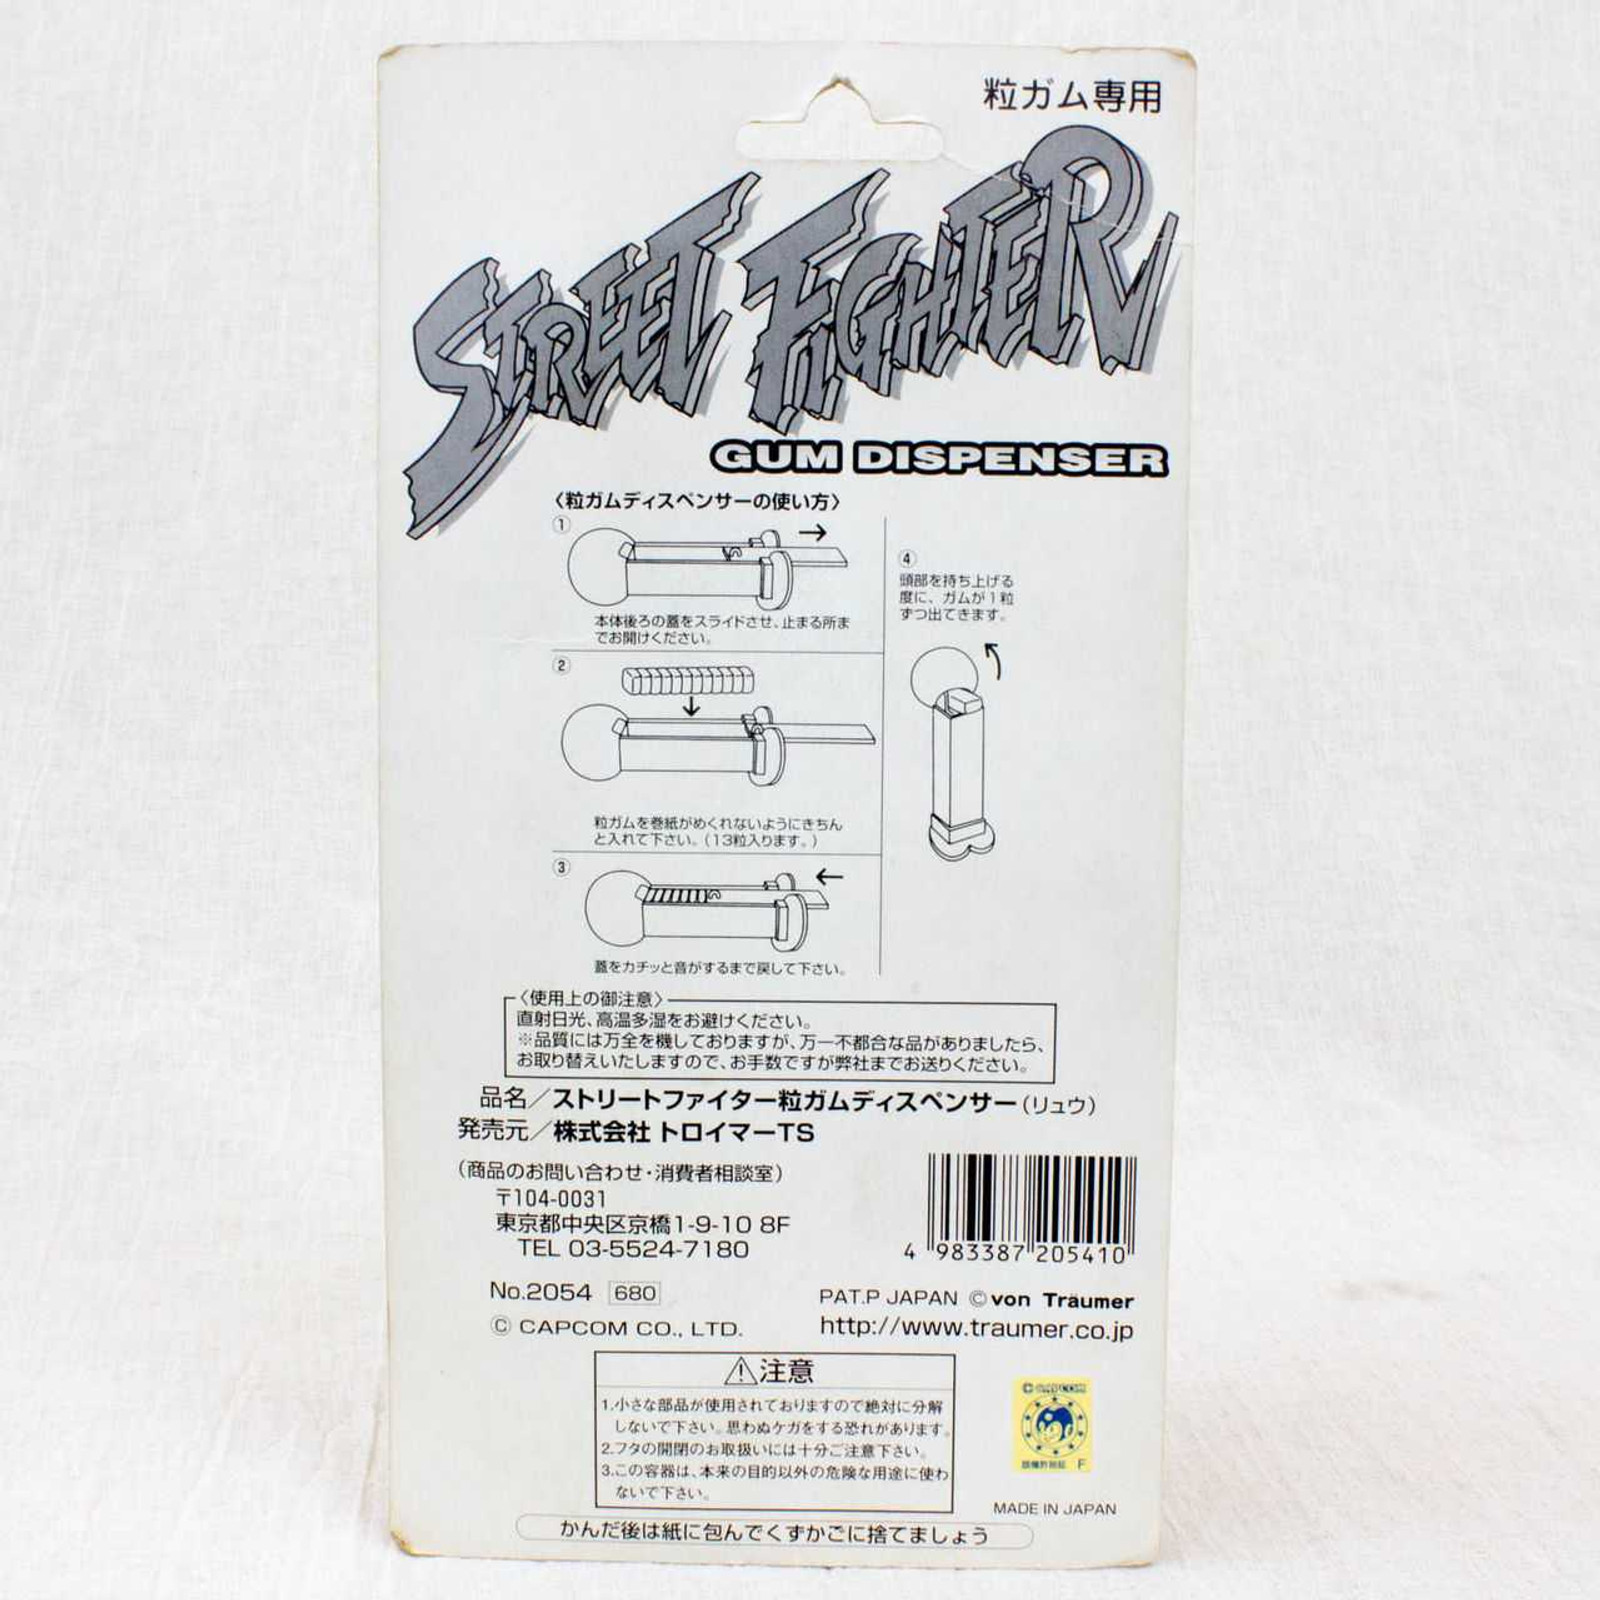 粒ガム専用
STREET FIGHTER
GUM DISPENSER
〈粒ガムディスペンサーの使い方〉
①
本体後ろの蓋をスライドさせ、止まる所ま
でお開けください。
②
粒ガムを巻紙がめくれないようにきちん
と入れて下さい。(13粒入ります。)
③
蓋をカチッと音がするまで戻して下さい。
④
頭部を持ち上げる
度に、ガムが1粒
ずつ出てきます。
〈使用上の御注意〉
直射日光、高温多湿をお避けください。
※品質には万全を機しておりますが、万一不都合な品がありましたら、
お取り替えいたしますので、お手数ですが弊社までお送りください。
品名／ストリートファイター粒ガムディスペンサー(リュウ)
発売元／株式会社 トロイマーTS
(商品のお問い合わせ・消費者相談室)
〒104-0031
東京都中央区京橋1-9-10 8F
TEL 03-5524-7180
4 983387 205410
No.2054 680
© CAPCOM CO., LTD.
PAT.P JAPAN © von Träumer
http://www.traumer.co.jp
⚠注意
1.小さな部品が使用されておりますので絶対に分解
しないで下さい。思わぬケガをする恐れがあります。
2.フタの開閉のお取扱いには十分ご注意下さい。
3.この容器は、本来の目的以外の危険な用途に使わ
ないで下さい。
© CAPCOM
F
MADE IN JAPAN
かんだ後は紙に包んでくずかごに捨てましょう